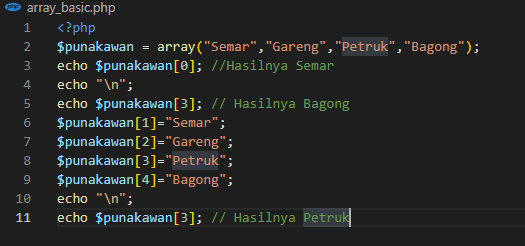 php array_basic.php
1 <?php
2 $punakawan = array("Semar","Gareng","Petruk","Bagong");
3 echo $punakawan[0]; //Hasilnya Semar
4 echo "\n";
5 echo $punakawan[3]; // Hasilnya Bagong
6 $punakawan[1]="Semar";
7 $punakawan[2]="Gareng";
8 $punakawan[3]="Petruk";
9 $punakawan[4]="Bagong";
10 echo "\n";
11 echo $punakawan[3]; // Hasilnya Petruk